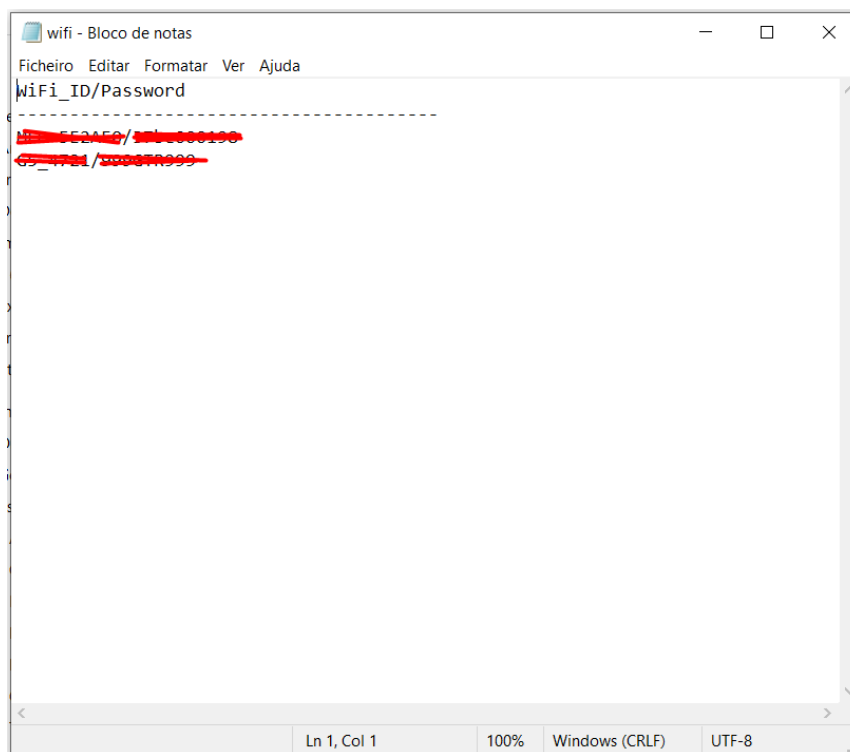 wifi - Bloco de notas
Ficheiro Editar Formatar Ver Ajuda
WiFi_ID/Password
----------------------------------------
Ln 1, Col 1 100% Windows (CRLF) UTF-8